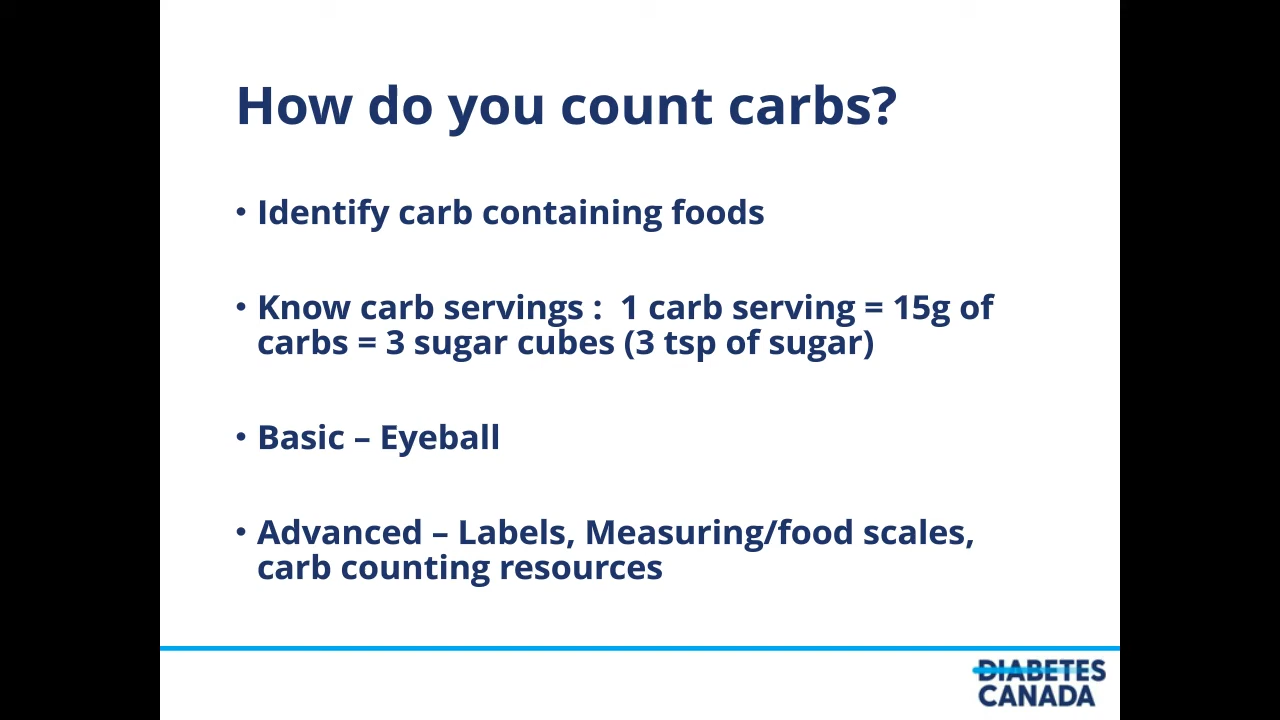 How do you count carbs?
• Identify carb containing foods
• Know carb servings :  1 carb serving = 15g of
carbs = 3 sugar cubes (3 tsp of sugar)
• Basic – Eyeball
• Advanced – Labels, Measuring/food scales,
carb counting resources
DIABETES
CANADA